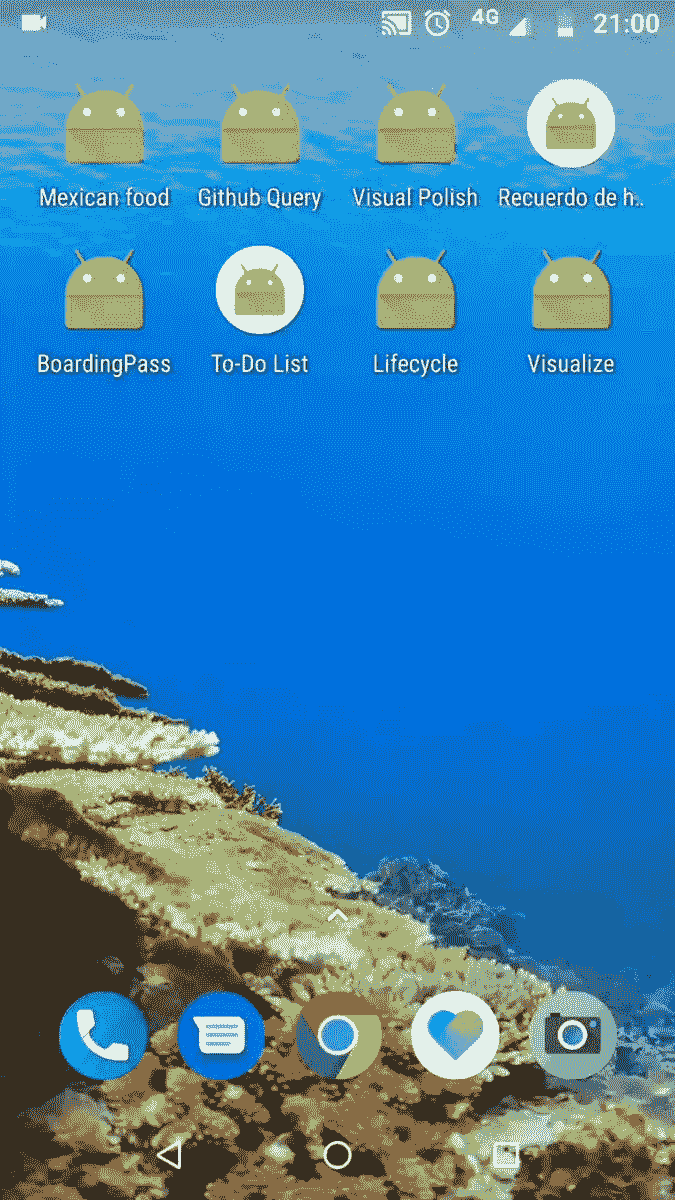 4G 21:00
Mexican food Github Query Visual Polish Recuerdo de h..
BoardingPass To-Do List Lifecycle Visualize